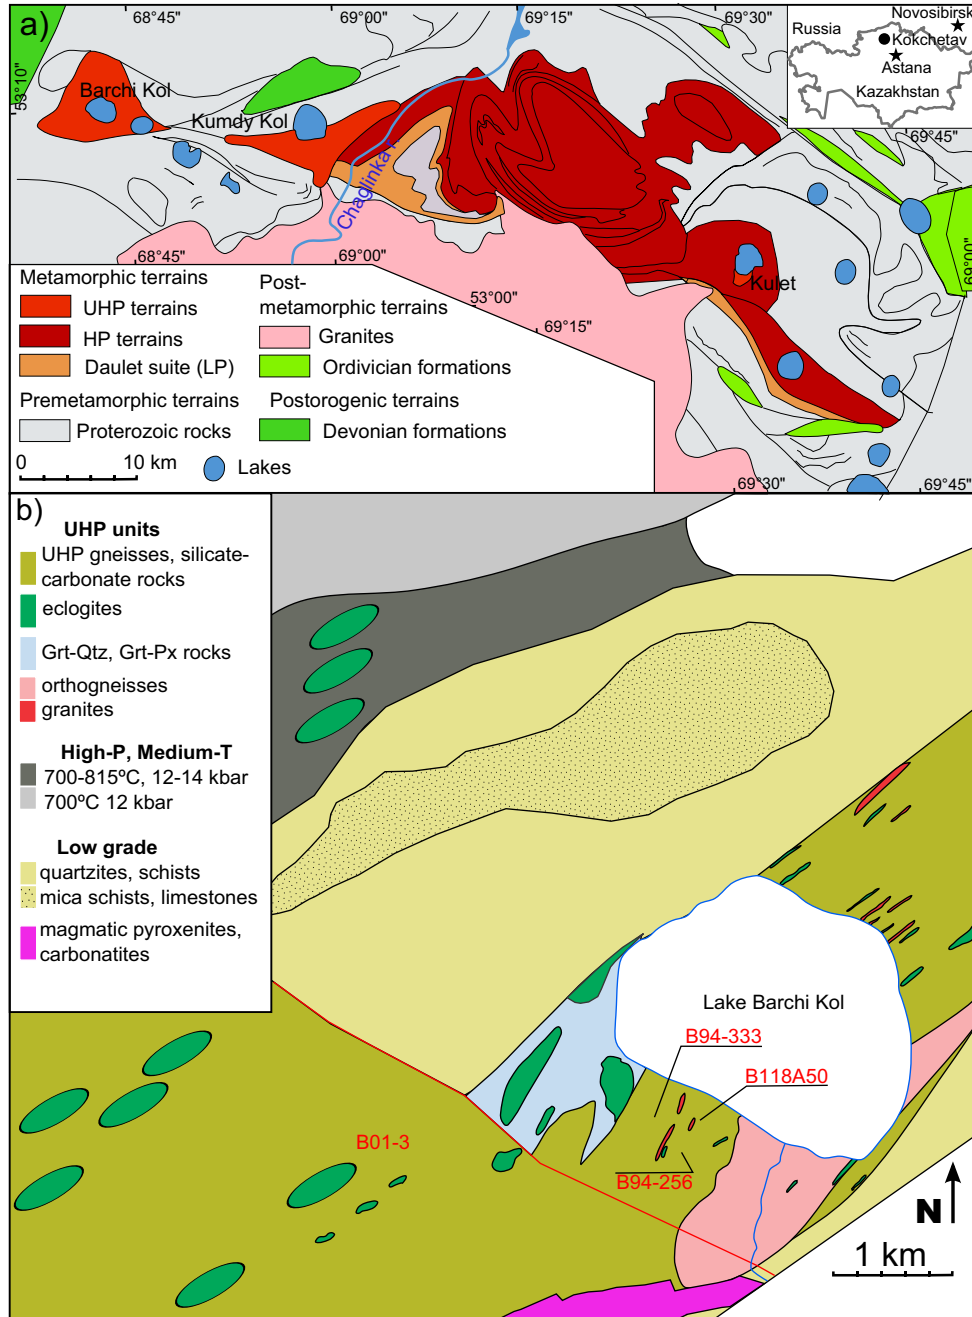 a)
68°45"
69°00"
69°15"
69°30"
Novosibirsk
Russia
Kokchetav
Astana
Kazakhstan
53°10"
Barchi Kol
Kumdy Kol
Chaglinka
69°45"
69°00"
Kulet
68°45"
69°00"
53°00"
69°15"
69°30"
69°45"
Metamorphic terrains
UHP terrains
HP terrains
Daulet suite (LP)
Premetamorphic terrains
Proterozoic rocks
Post-
metamorphic terrains
Granites
Ordivician formations
Postorogenic terrains
Devonian formations
0 10 km
Lakes
b)
UHP units
UHP gneisses, silicate-
carbonate rocks
eclogites
Grt-Qtz, Grt-Px rocks
orthogneisses
granites
High-P, Medium-T
700-815ºC, 12-14 kbar
700ºC 12 kbar
Low grade
quartzites, schists
mica schists, limestones
magmatic pyroxenites,
carbonatites
Lake Barchi Kol
B94-333
B118A50
B01-3
B94-256
N
1 km